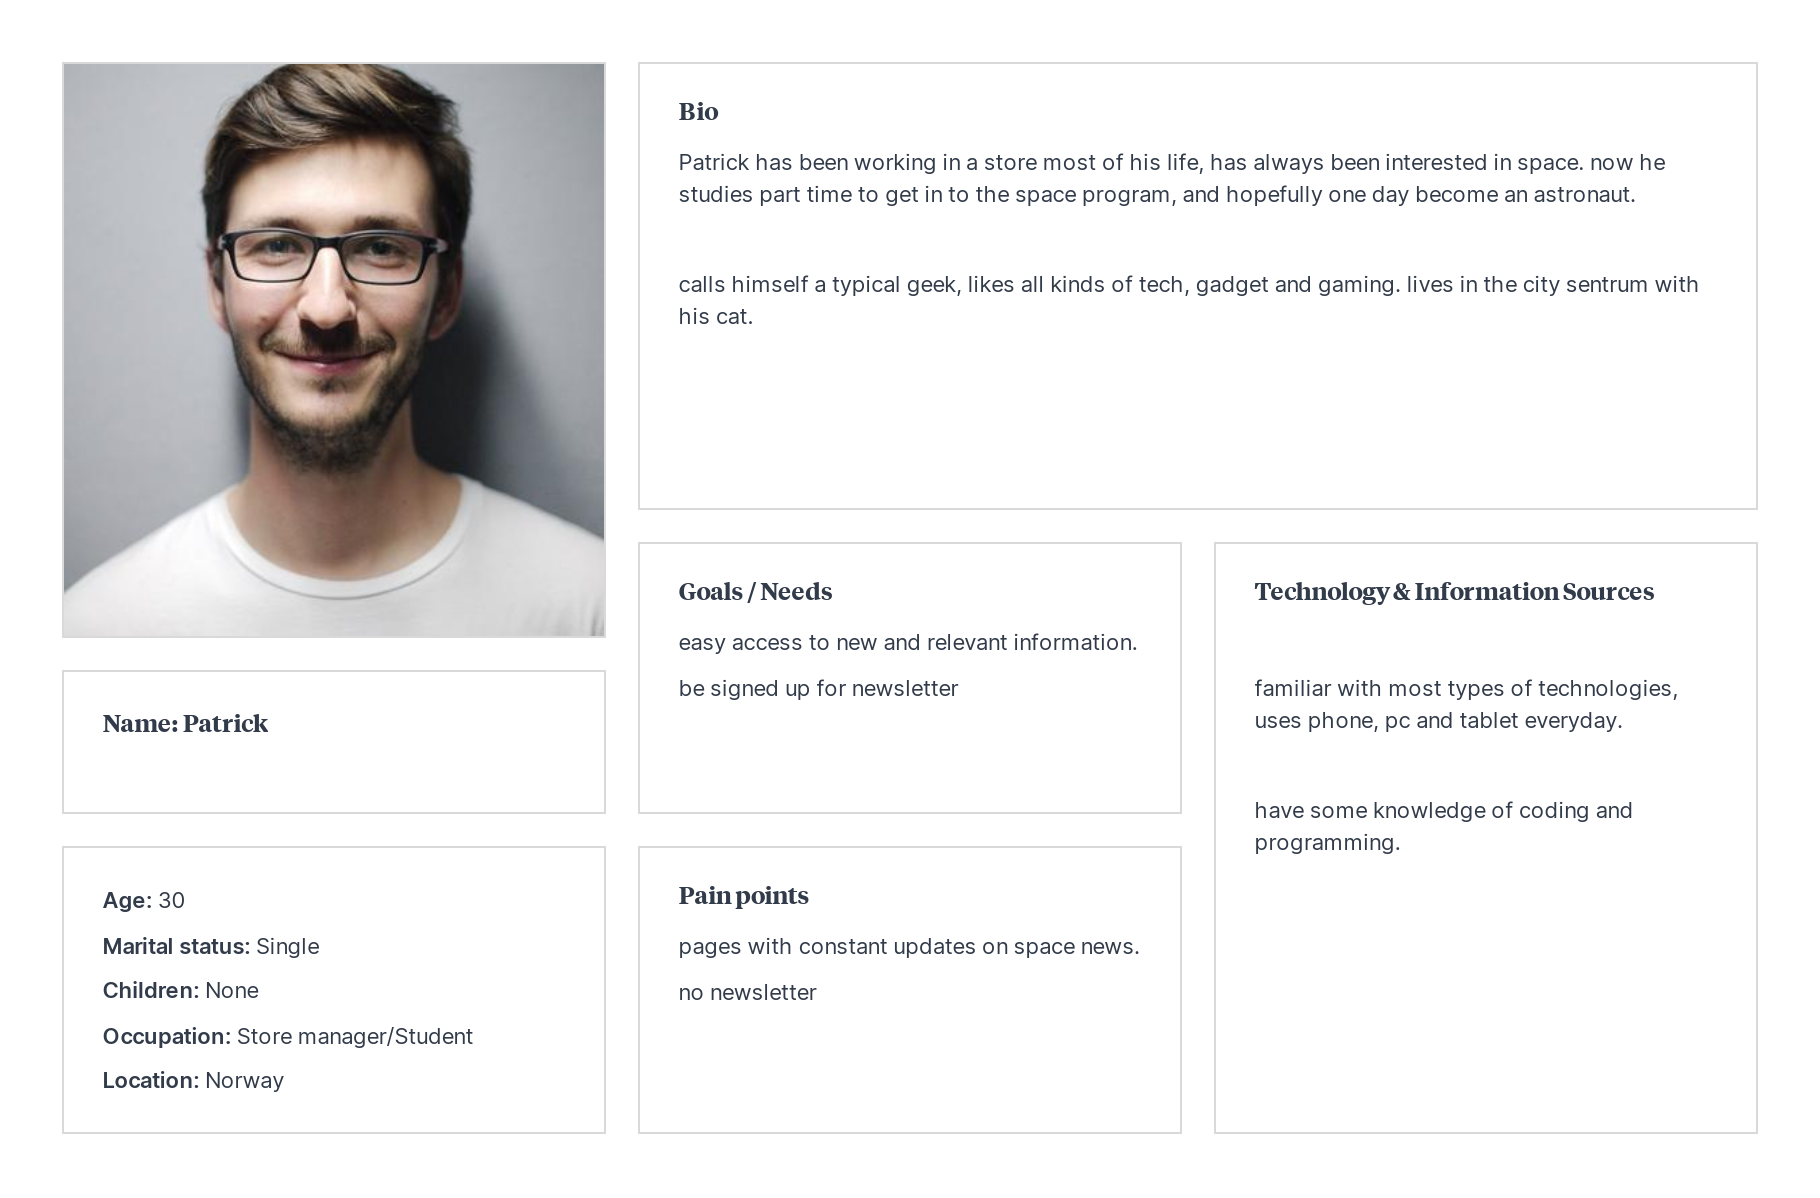 Bio
Patrick has been working in a store most of his life, has always been interested in space. now he
studies part time to get in to the space program, and hopefully one day become an astronaut.
calls himself a typical geek, likes all kinds of tech, gadget and gaming. lives in the city sentrum with
his cat.
Name: Patrick
Age: 30
Marital status: Single
Children: None
Occupation: Store manager/Student
Location: Norway
Goals / Needs
easy access to new and relevant information.
be signed up for newsletter
Pain points
pages with constant updates on space news.
no newsletter
Technology & Information Sources
familiar with most types of technologies,
uses phone, pc and tablet everyday.
have some knowledge of coding and
programming.